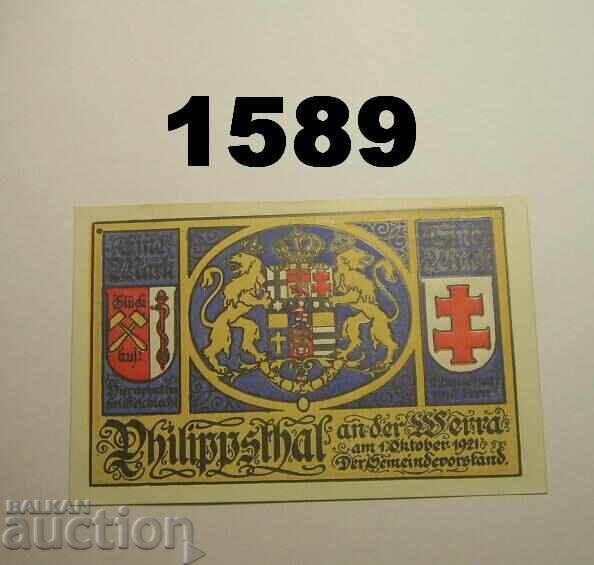 1589
Eine
Mark
Eine
Mark
Glück
Auf!
Philippsthal an der Werra
am 1. Oktober 1921
Der Gemeindevorstand.
BALKAN
auction